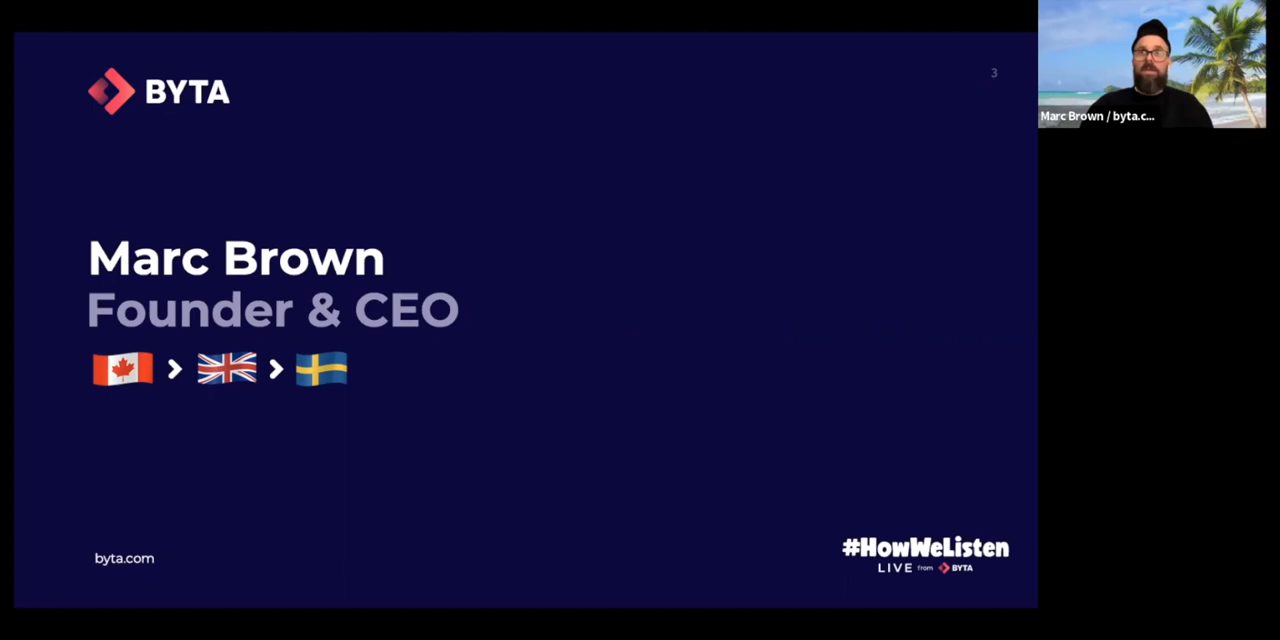 BYTA
3
Marc Brown / byta.c...
Marc Brown
Founder & CEO
byta.com
#HowWeListen
LIVE from BYTA